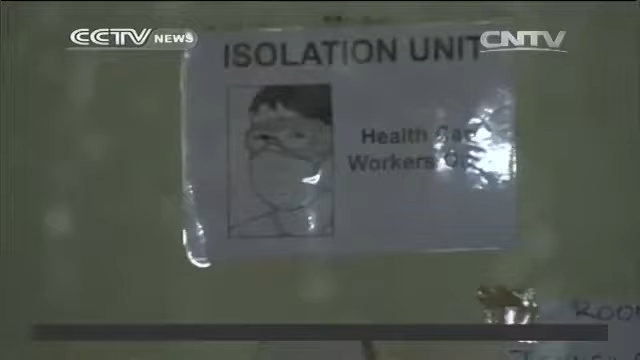 CCTV NEWS
CNTV
ISOLATION UNIT
Health Care
Workers